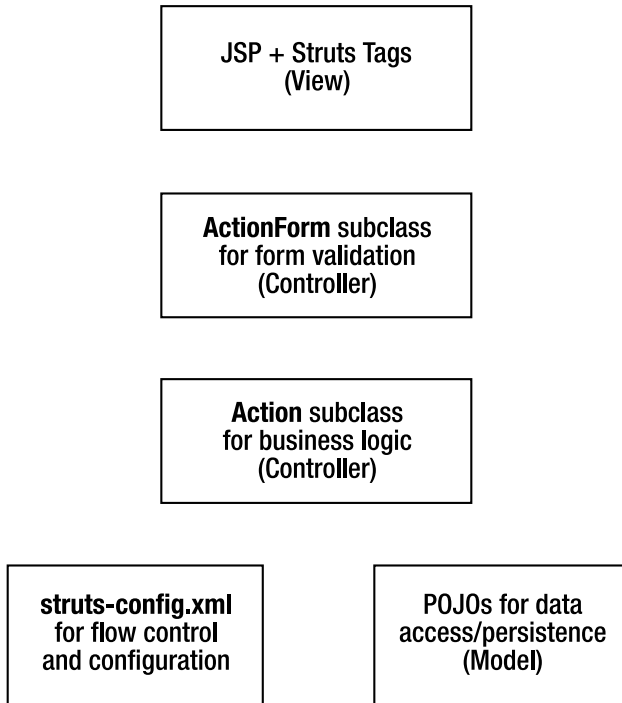 JSP + Struts Tags
(View)
ActionForm subclass
for form validation
(Controller)
Action subclass
for business logic
(Controller)
struts-config.xml
for flow control
and configuration
POJOs for data
access/persistence
(Model)